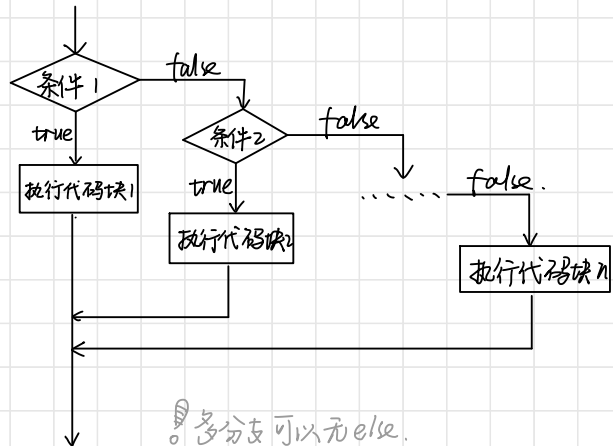 条件1
false
true
条件2
false
true
false.
执行代码块1
执行代码块2
......
执行代码块n
多分支可以无else.